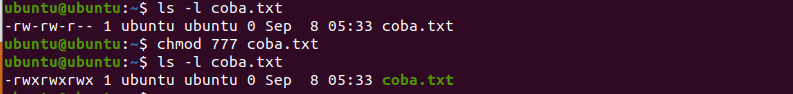 ubuntu@ubuntu:~$ ls -l coba.txt
-rw-rw-r-- 1 ubuntu ubuntu 0 Sep  8 05:33 coba.txt
ubuntu@ubuntu:~$ chmod 777 coba.txt
ubuntu@ubuntu:~$ ls -l coba.txt
-rwxrwxrwx 1 ubuntu ubuntu 0 Sep  8 05:33 coba.txt